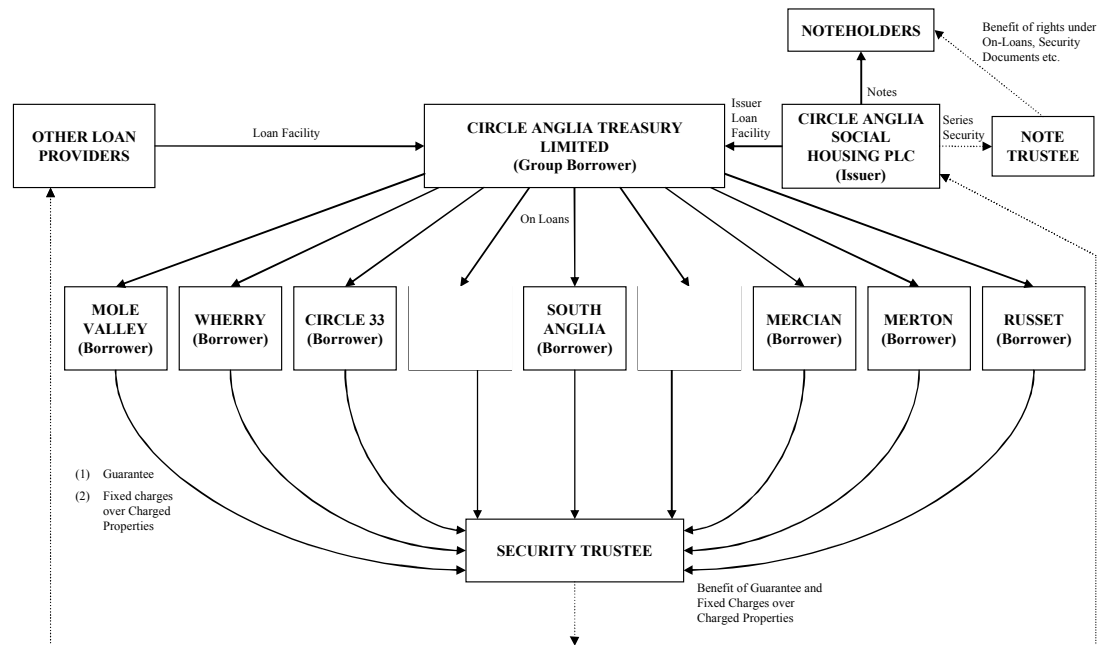 NOTEHOLDERS
Benefit of rights under
On-Loans, Security
Documents etc.
OTHER LOAN
PROVIDERS
Loan Facility
CIRCLE ANGLIA TREASURY
LIMITED
(Group Borrower)
Issuer
Loan
Facility
Notes
CIRCLE ANGLIA
SOCIAL
HOUSING PLC
(Issuer)
Series
Security
NOTE
TRUSTEE
On Loans
MOLE
VALLEY
(Borrower)
WHERRY
(Borrower)
CIRCLE 33
(Borrower)
SOUTH
ANGLIA
(Borrower)
MERCIAN
(Borrower)
MERTON
(Borrower)
RUSSET
(Borrower)
(1) Guarantee
(2) Fixed charges
over Charged
Properties
SECURITY TRUSTEE
Benefit of Guarantee and
Fixed Charges over
Charged Properties